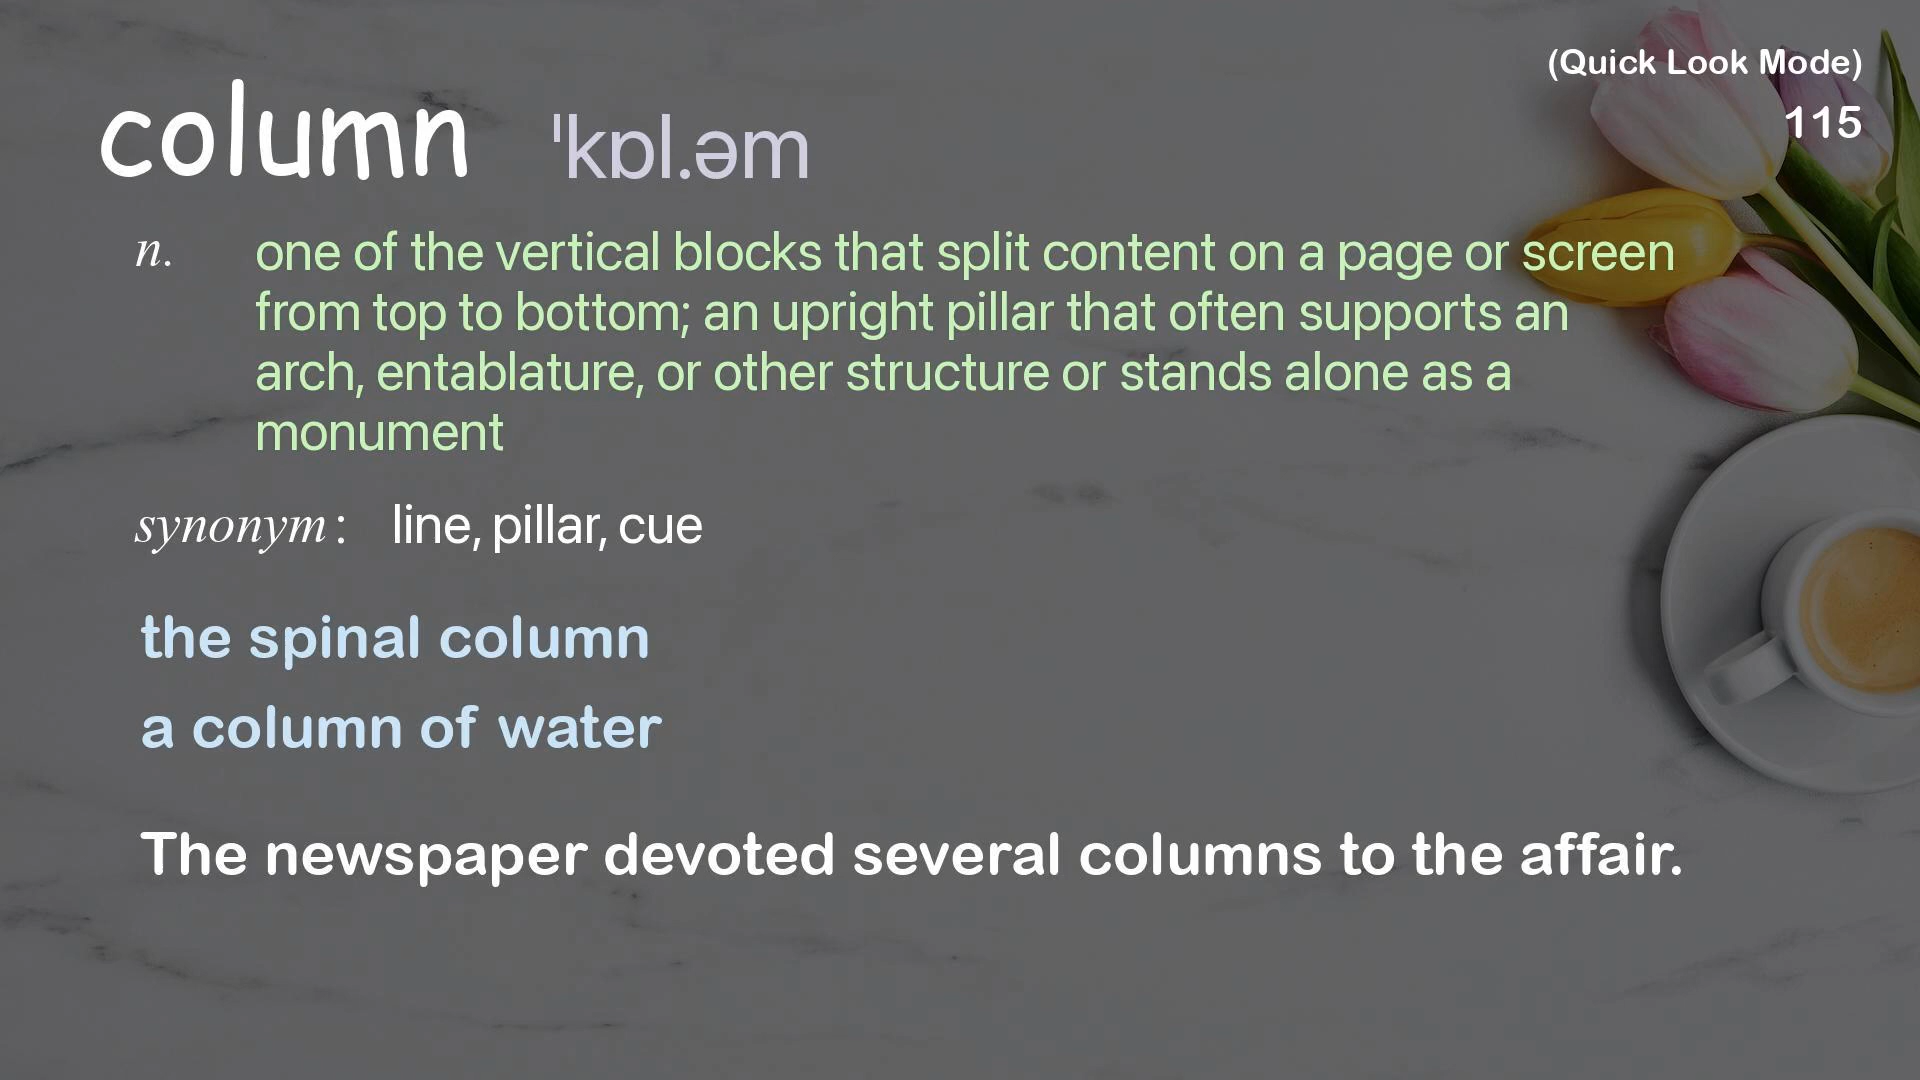 (Quick Look Mode)
115
column ˈkɒl.əm
n. one of the vertical blocks that split content on a page or screen
from top to bottom; an upright pillar that often supports an
arch, entablature, or other structure or stands alone as a
monument
synonym: line, pillar, cue
the spinal column
a column of water
The newspaper devoted several columns to the affair.